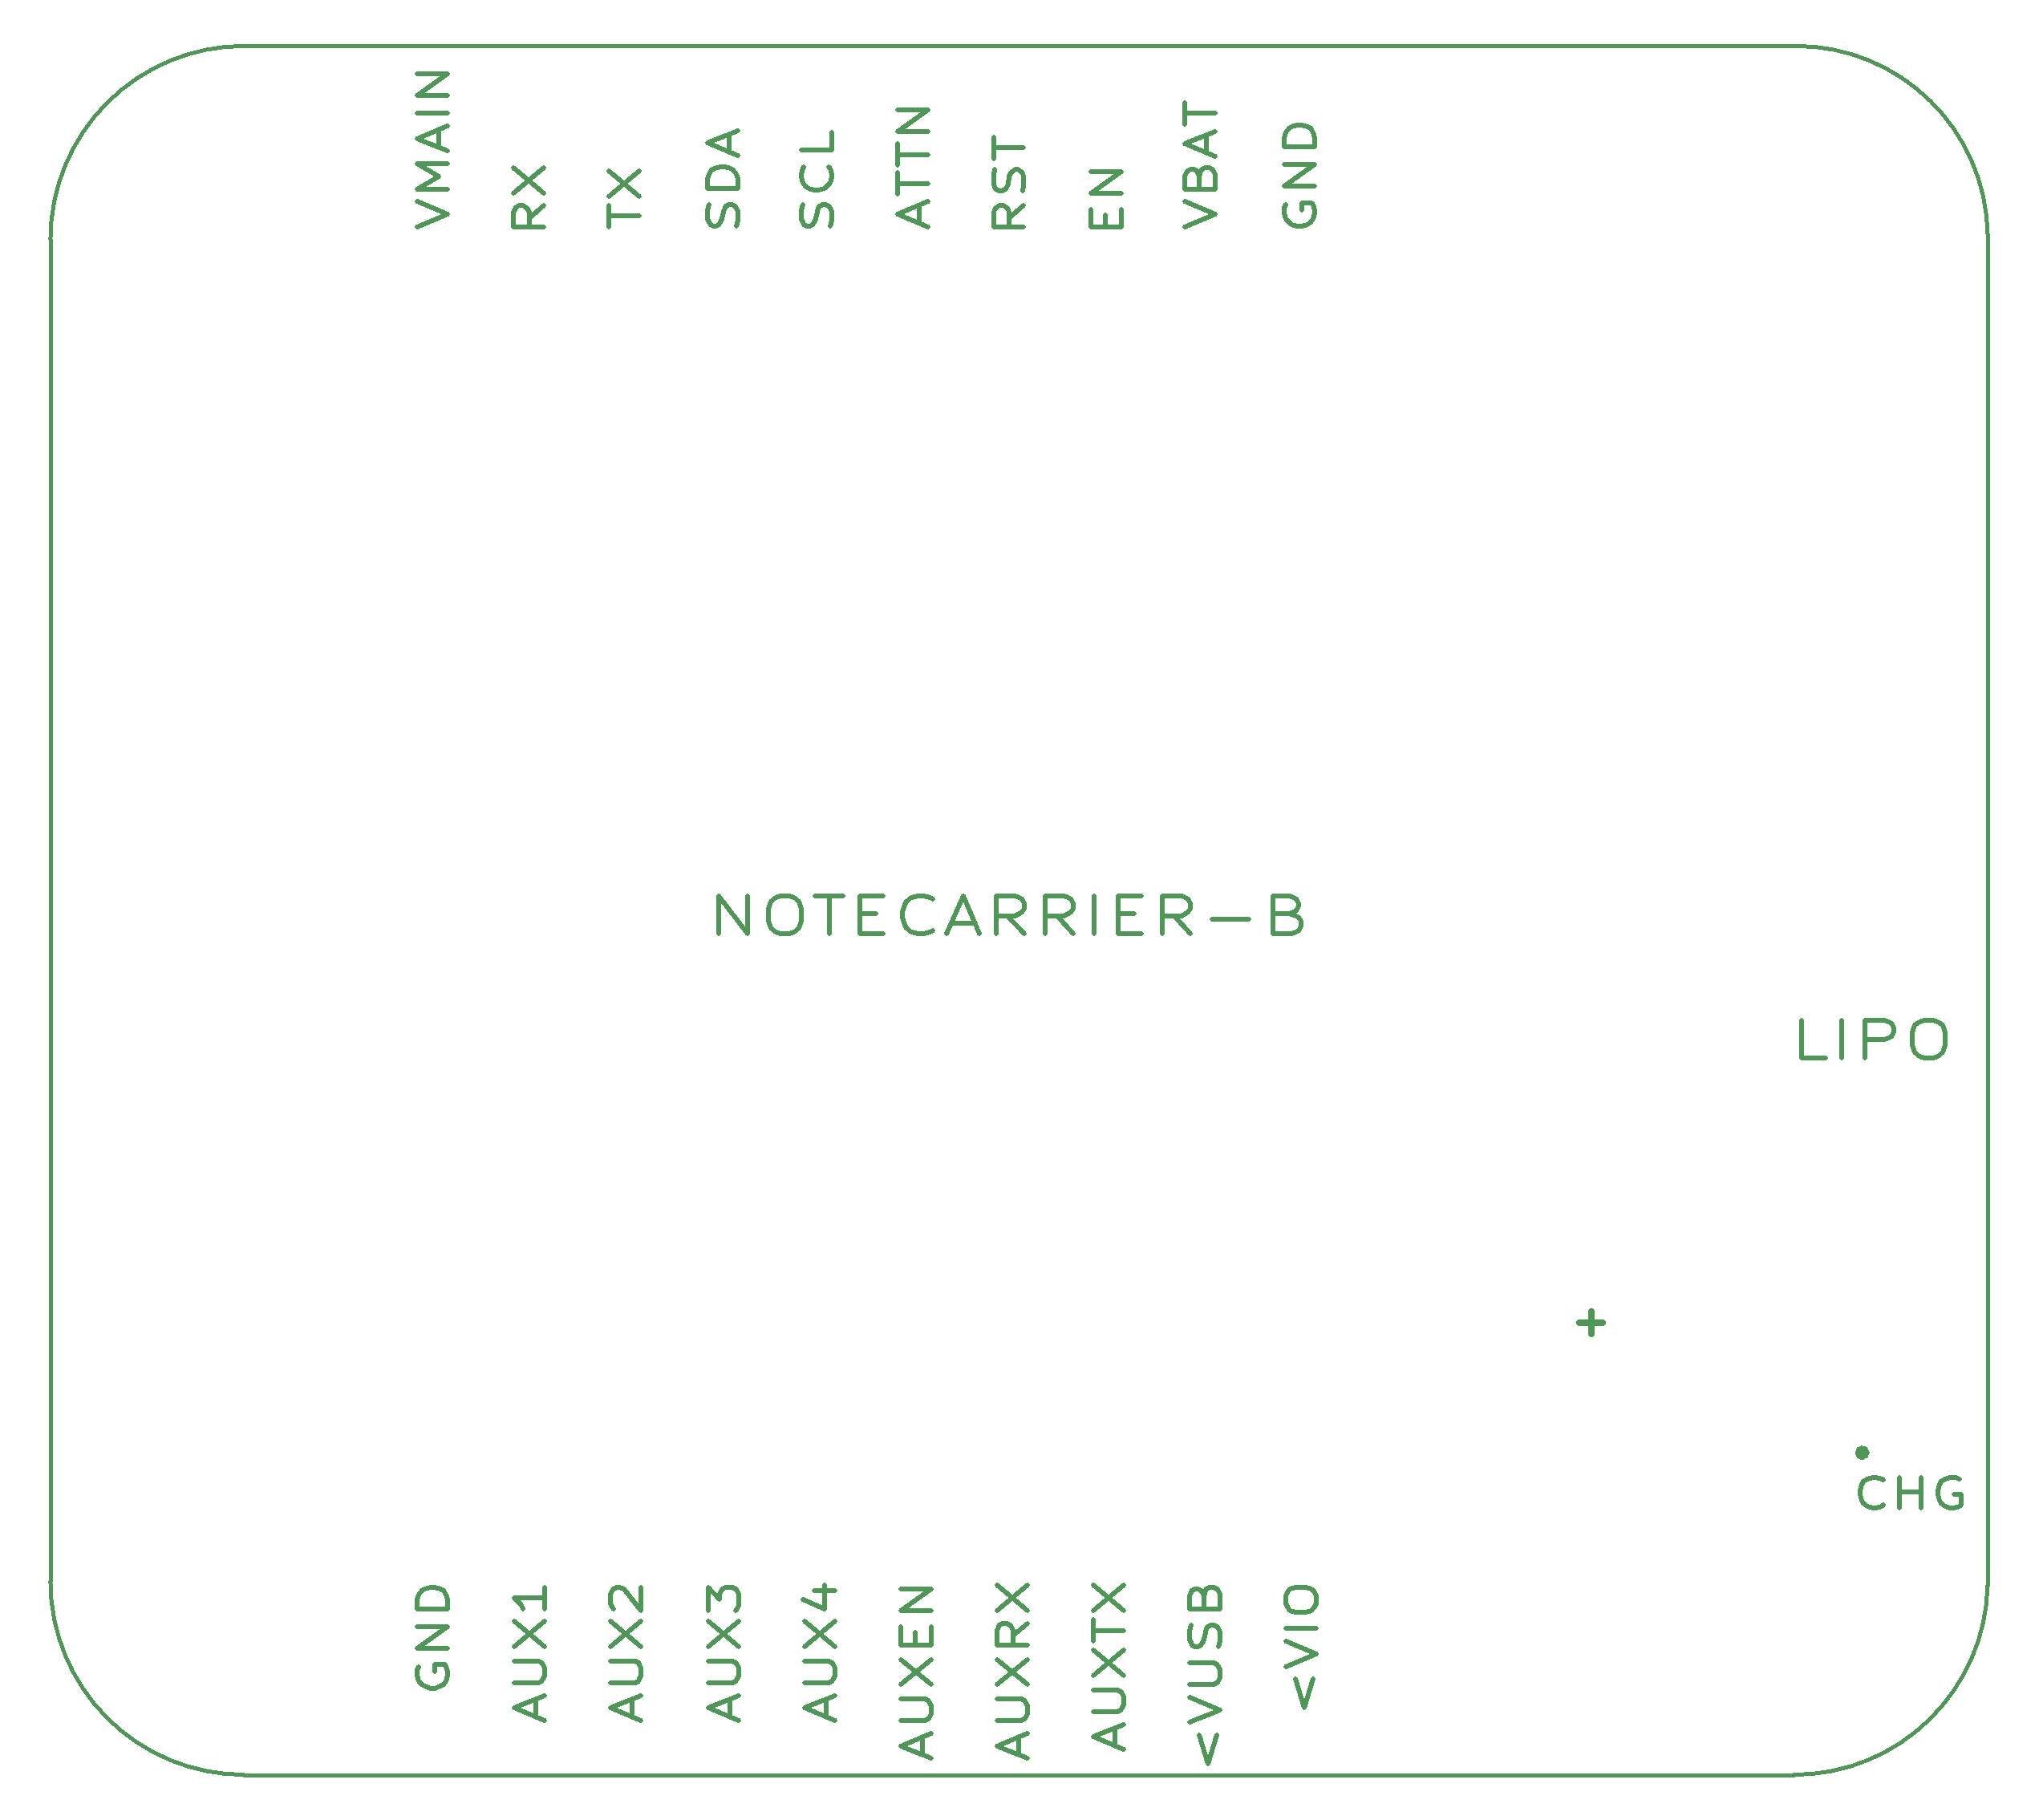 VMAIN
RX
TX
SDA
SCL
ATTN
RST
EN
VBAT
GND
NOTECARRIER-B
LIPO
+
CHG
GND
AUX1
AUX2
AUX3
AUX4
AUXEN
AUXRX
AUXTX
<VUSB
<VIO